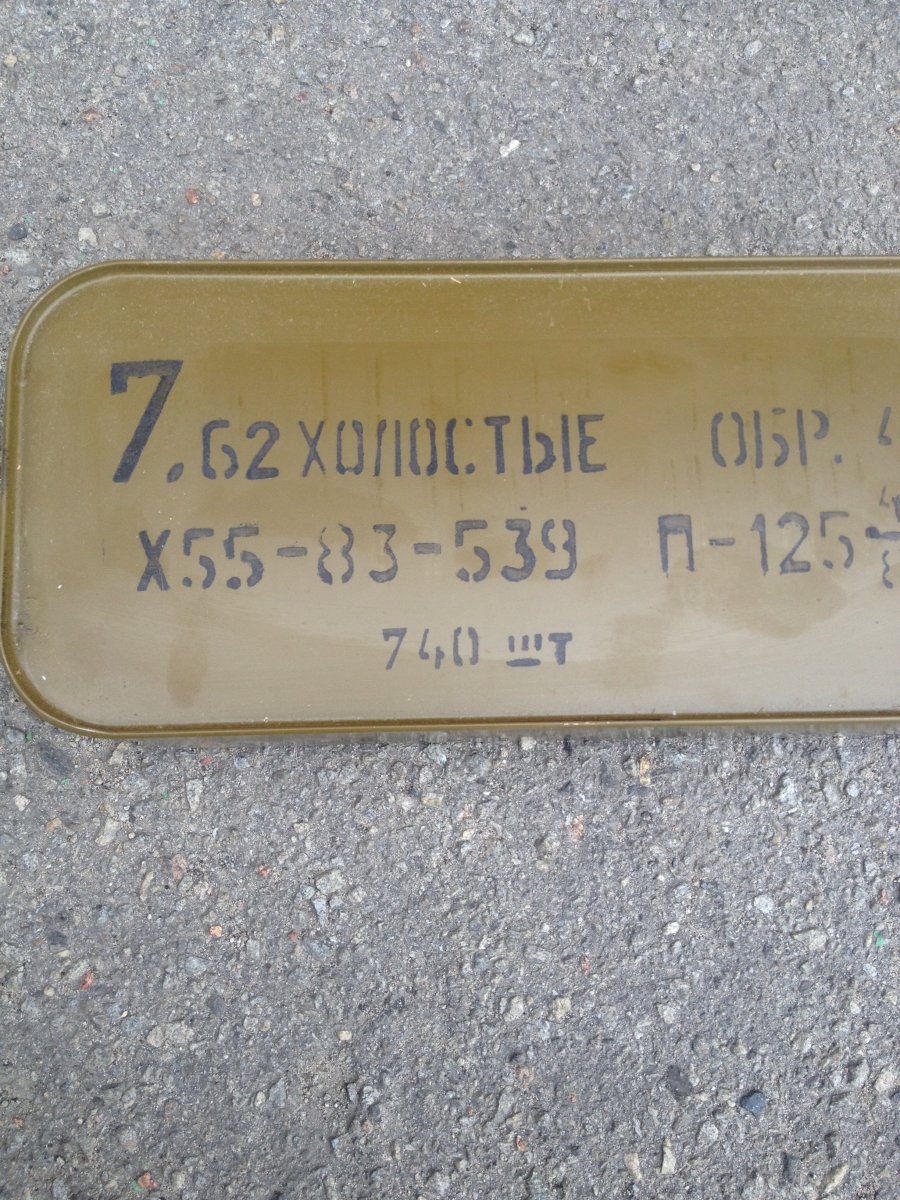 7.62 ХОЛОСТЫЕ ОБР.
Х55-83-539 П-125
740 шт